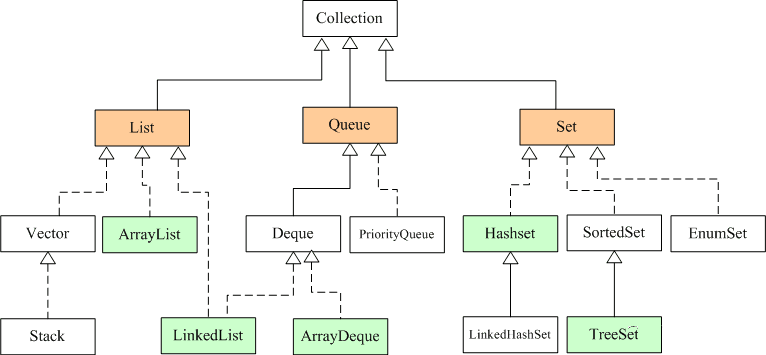 Collection
List
Queue
Set
Vector
ArrayList
Deque
PriorityQueue
Hashset
SortedSet
EnumSet
Stack
LinkedList
ArrayDeque
LinkedHashSet
TreeSet